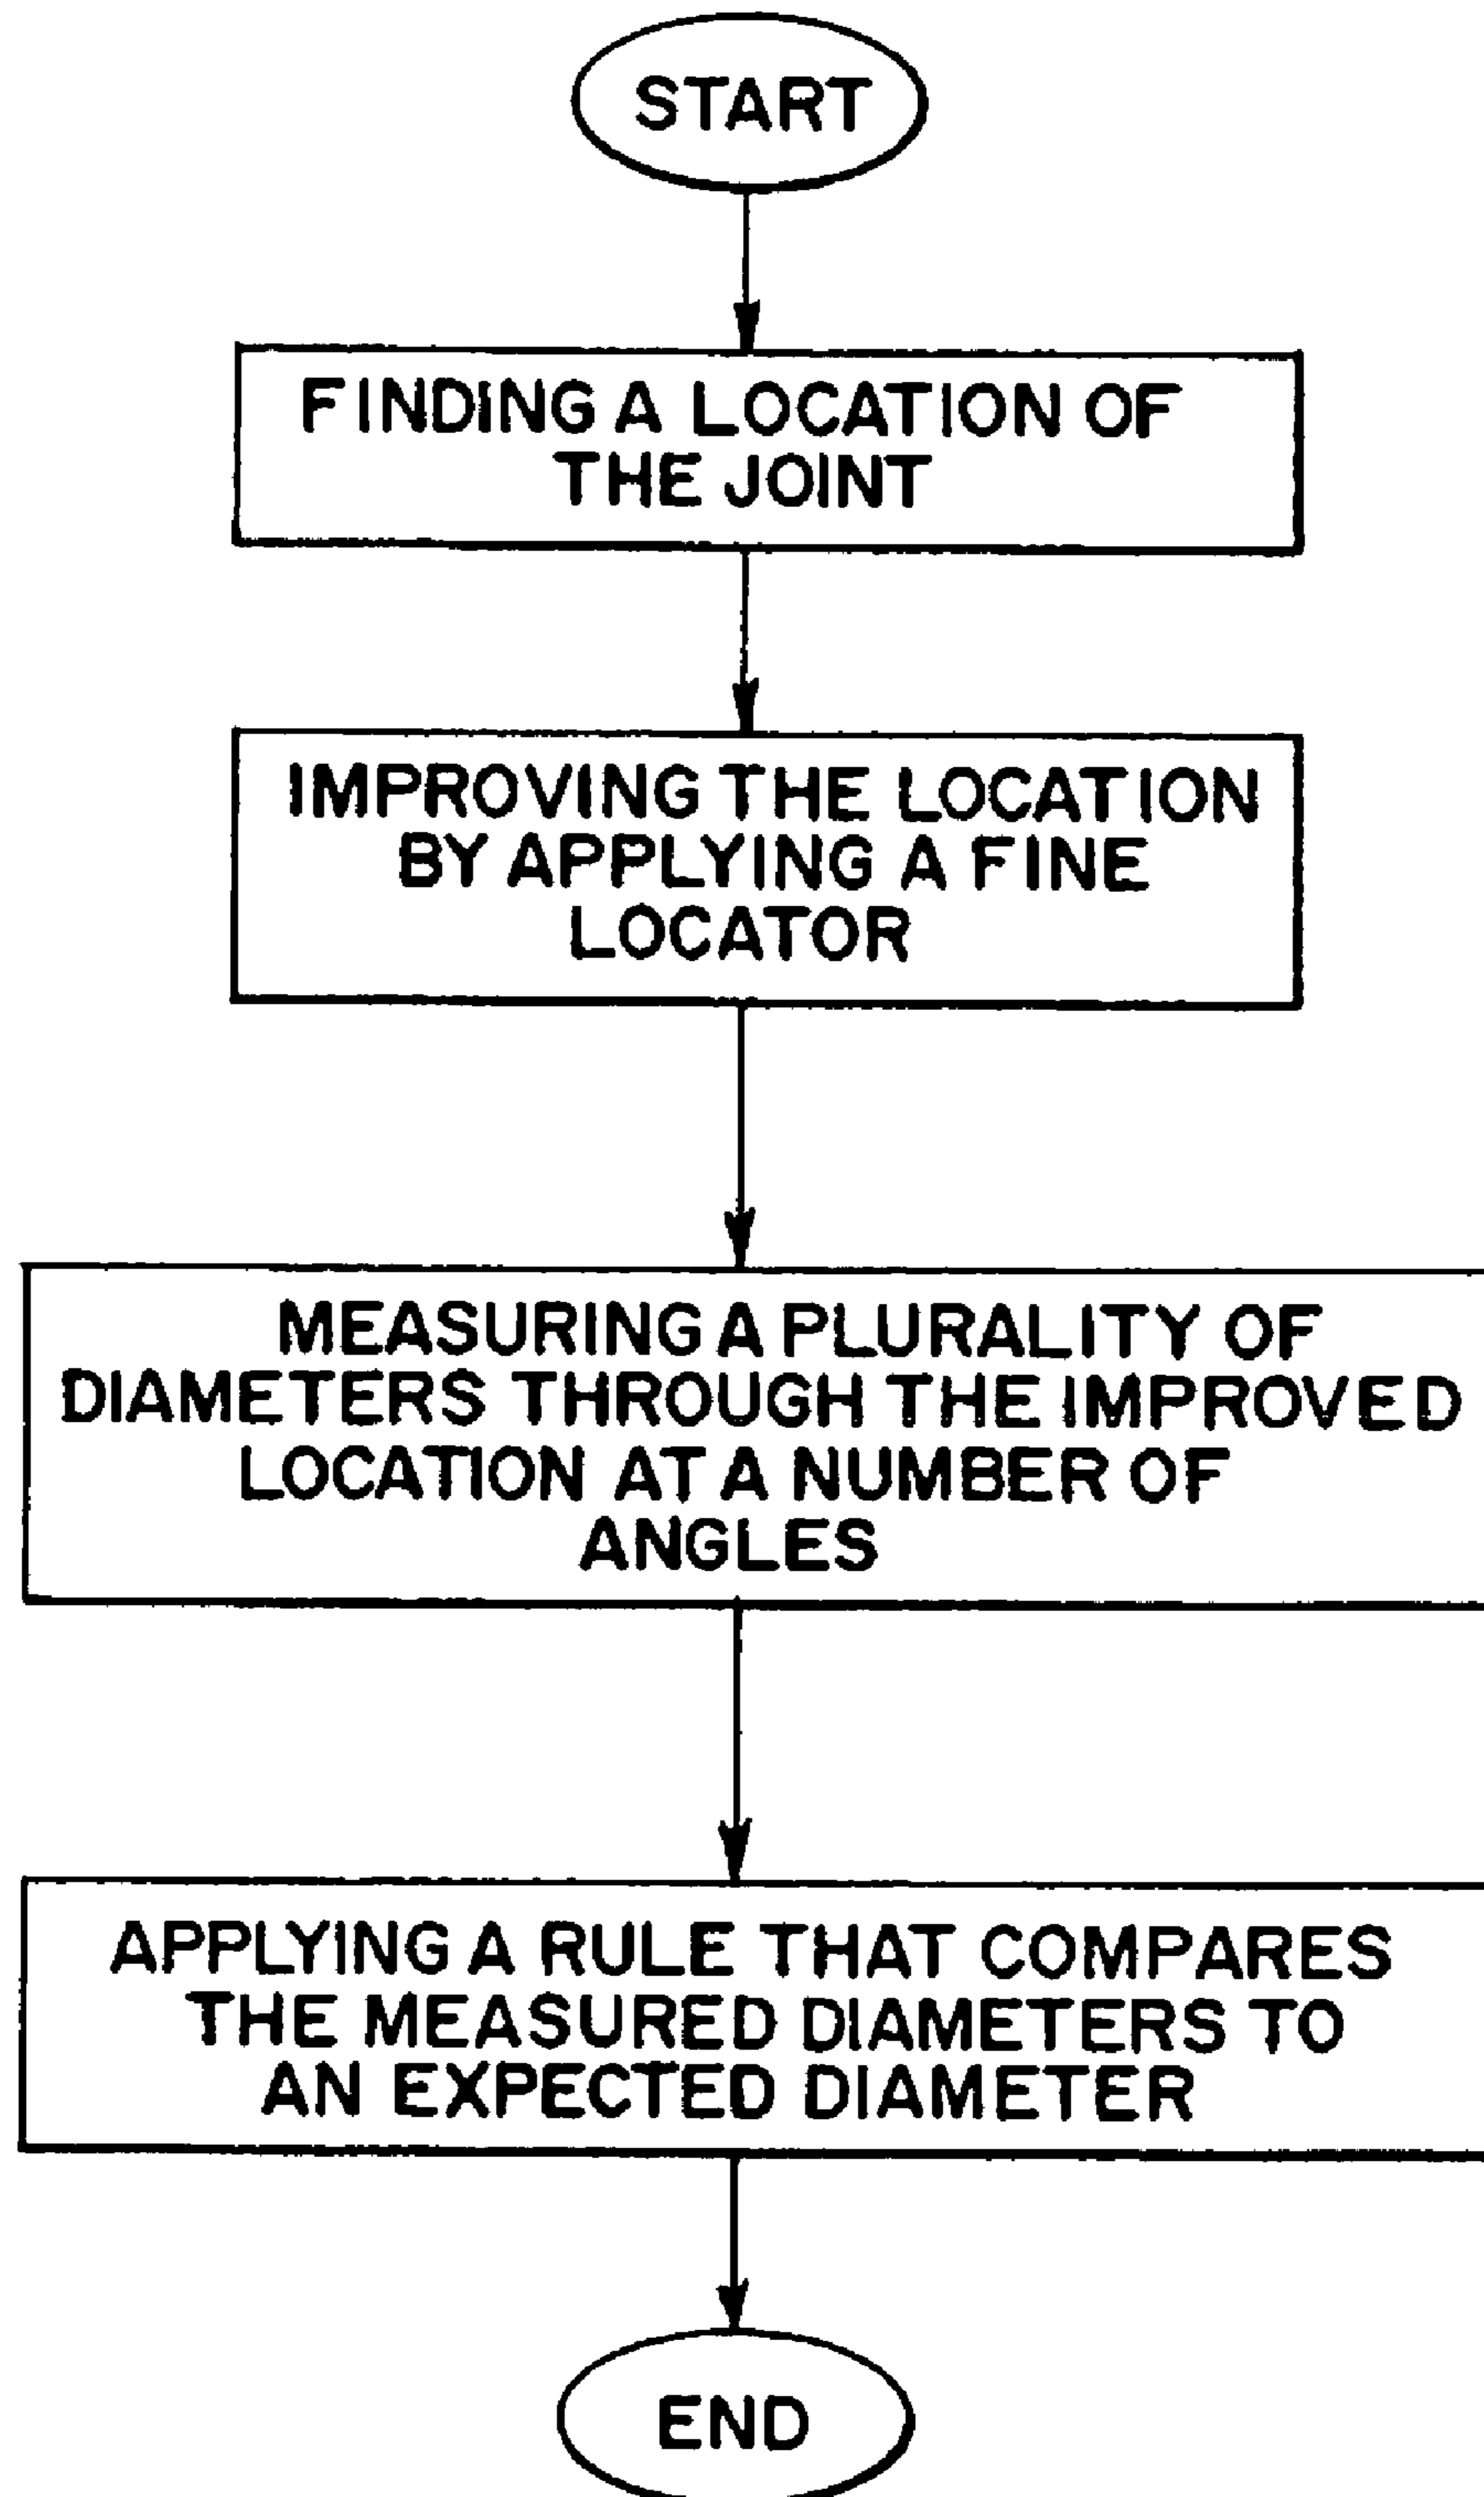 START
FINDING A LOCATION OF
THE JOINT
IMPROVING THE LOCATION
BY APPLYING A FINE
LOCATOR
MEASURING A PLURALITY OF
DIAMETERS THROUGH THE IMPROVED
LOCATION AT A NUMBER OF
ANGLES
APPLYING A RULE THAT COMPARES
THE MEASURED DIAMETERS TO
AN EXPECTED DIAMETER
END